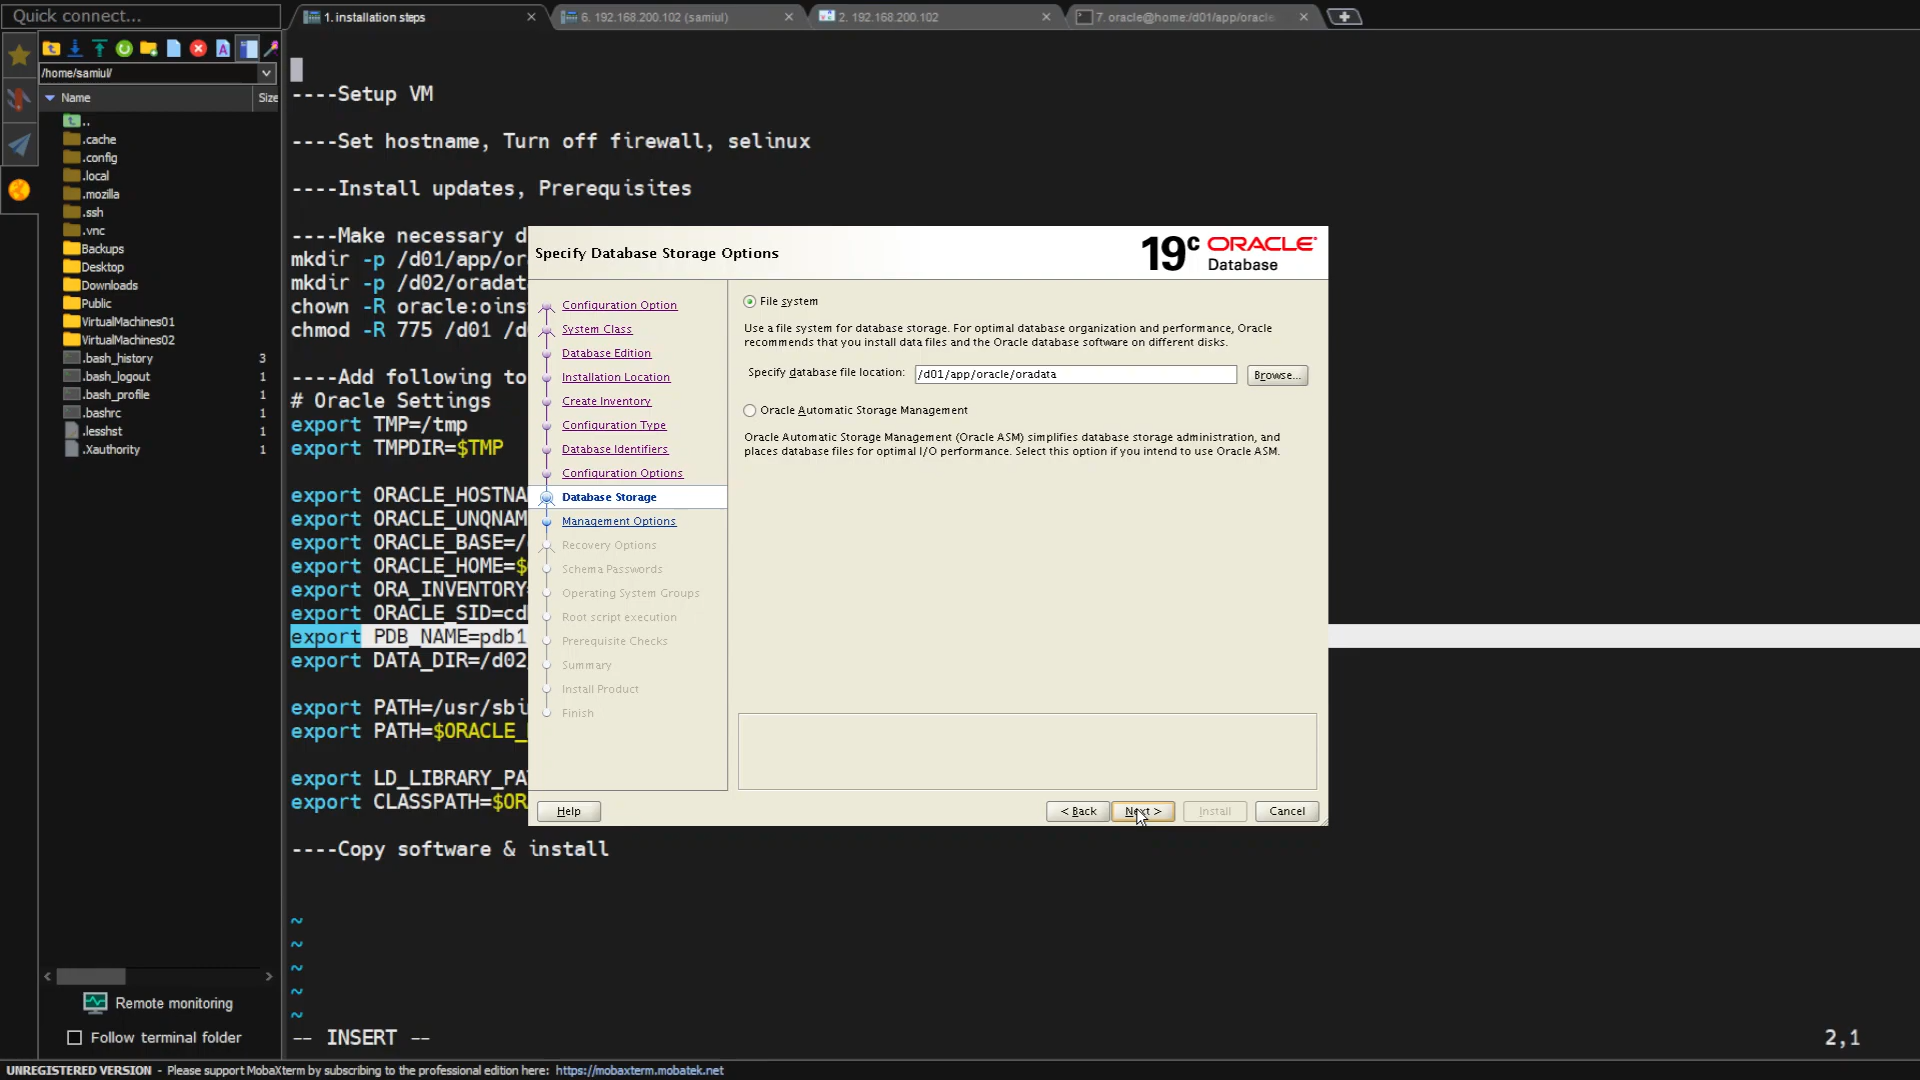 Quick connect...
1. installation steps
6. 192.168.200.102 (samiul)
2. 192.168.200.102
7. oracle@home:/d01/app/oracle
/home/samiul/
Name
Size
..
.cache
.config
.local
.mozilla
.ssh
.vnc
Backups
Desktop
Downloads
Public
VirtualMachines01
VirtualMachines02
.bash_history 3
.bash_logout 1
.bash_profile 1
.bashrc 1
.lesshst 1
.Xauthority 1
Remote monitoring
Follow terminal folder
----Setup VM
----Set hostname, Turn off firewall, selinux
----Install updates, Prerequisites
----Make necessary d
mkdir -p /d01/app/or
mkdir -p /d02/oradat
chown -R oracle:oins
chmod -R 775 /d01 /d
----Add following to
# Oracle Settings
export TMP=/tmp
export TMPDIR=$TMP
export ORACLE_HOSTNA
export ORACLE_UNQNAM
export ORACLE_BASE=/
export ORACLE_HOME=$
export ORA_INVENTORY=
export ORACLE_SID=cd
export PDB_NAME=pdb1
export DATA_DIR=/d02
export PATH=/usr/sbi
export PATH=$ORACLE_
export LD_LIBRARY_PA
export CLASSPATH=$OR
----Copy software & install
~
~
~
~
~
-- INSERT --
2,1
Specify Database Storage Options
19c ORACLE
Database
Configuration Option
System Class
Database Edition
Installation Location
Create Inventory
Configuration Type
Database Identifiers
Configuration Options
Database Storage
Management Options
Recovery Options
Schema Passwords
Operating System Groups
Root script execution
Prerequisite Checks
Summary
Install Product
Finish
File system
Use a file system for database storage. For optimal database organization and performance, Oracle
recommends that you install data files and the Oracle database software on different disks.
Specify database file location: /d01/app/oracle/oradata Browse...
Oracle Automatic Storage Management
Oracle Automatic Storage Management (Oracle ASM) simplifies database storage administration, and
places database files for optimal I/O performance. Select this option if you intend to use Oracle ASM.
Help
< Back
Next >
Install
Cancel
UNREGISTERED VERSION - Please support MobaXterm by subscribing to the professional edition here: https://mobaxterm.mobatek.net